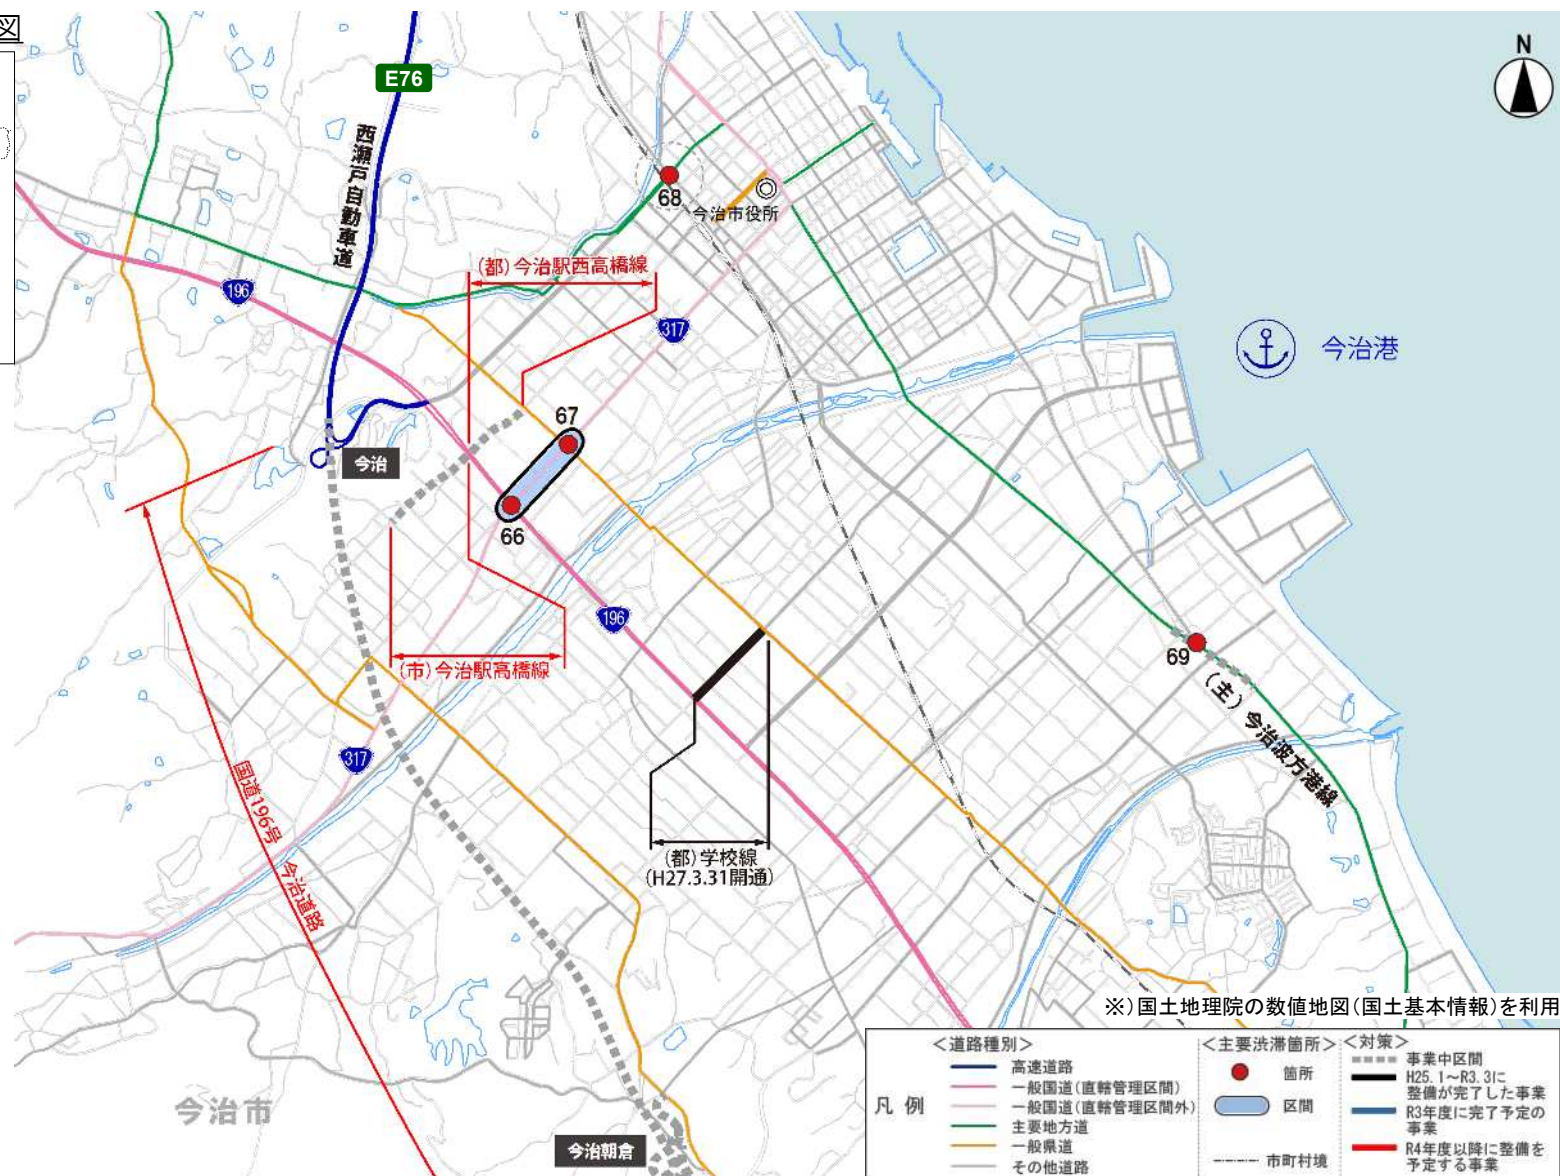 図
N
E76
西瀬戸自動車道
68
今治市役所
(都)今治駅西高橋線
196
317
今治港
67
今治
66
196
69
(市)今治駅高橋線
(主)今治波方港線
317
国道196号 今治道路
(都)学校線
(H27.3.31開通)
※)国土地理院の数値地図(国土基本情報)を利用
今治市
今治朝倉
凡 例
<道路種別>
高速道路
一般国道(直轄管理区間)
一般国道(直轄管理区間外)
主要地方道
一般県道
その他道路
<主要渋滞箇所>
箇所
区間
市町村境
<対策>
事業中区間
H25.1~R3.3に
整備が完了した事業
R3年度に完了予定の
事業
R4年度以降に整備を
予定する事業